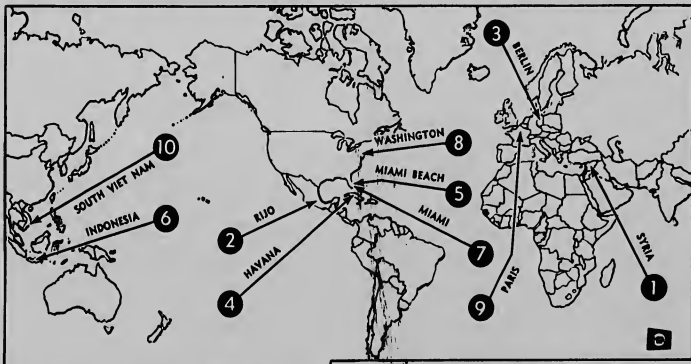 3
BERLIN
WASHINGTON
8
10
SOUTH VIET NAM
MIAMI BEACH
5
INDONESIA
6
RIJO
2
MIAMI
7
HAVANA
4
PARIS
9
SYRIA
1